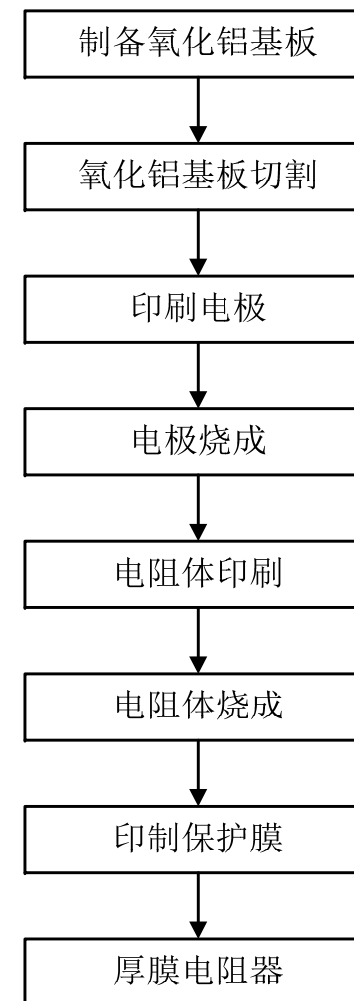 制备氧化铝基板
氧化铝基板切割
印刷电极
电极烧成
电阻体印刷
电阻体烧成
印制保护膜
厚膜电阻器